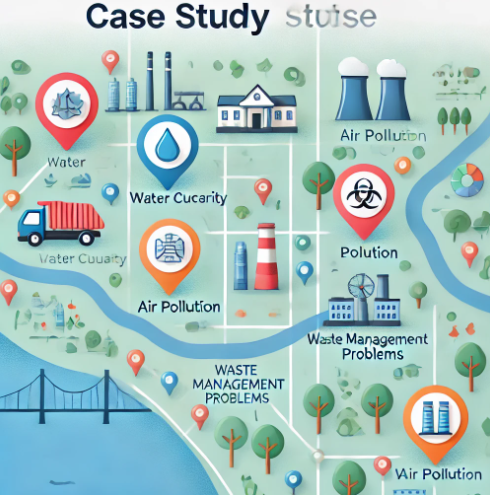 Case Study stuise
Air Pollution
Water
Water Cucarity
Water Cuuaity
Polution
Air Pollution
Waste Management
Problems
WASTE
MANAGEMENT
PROBLEMS
Air Pollution